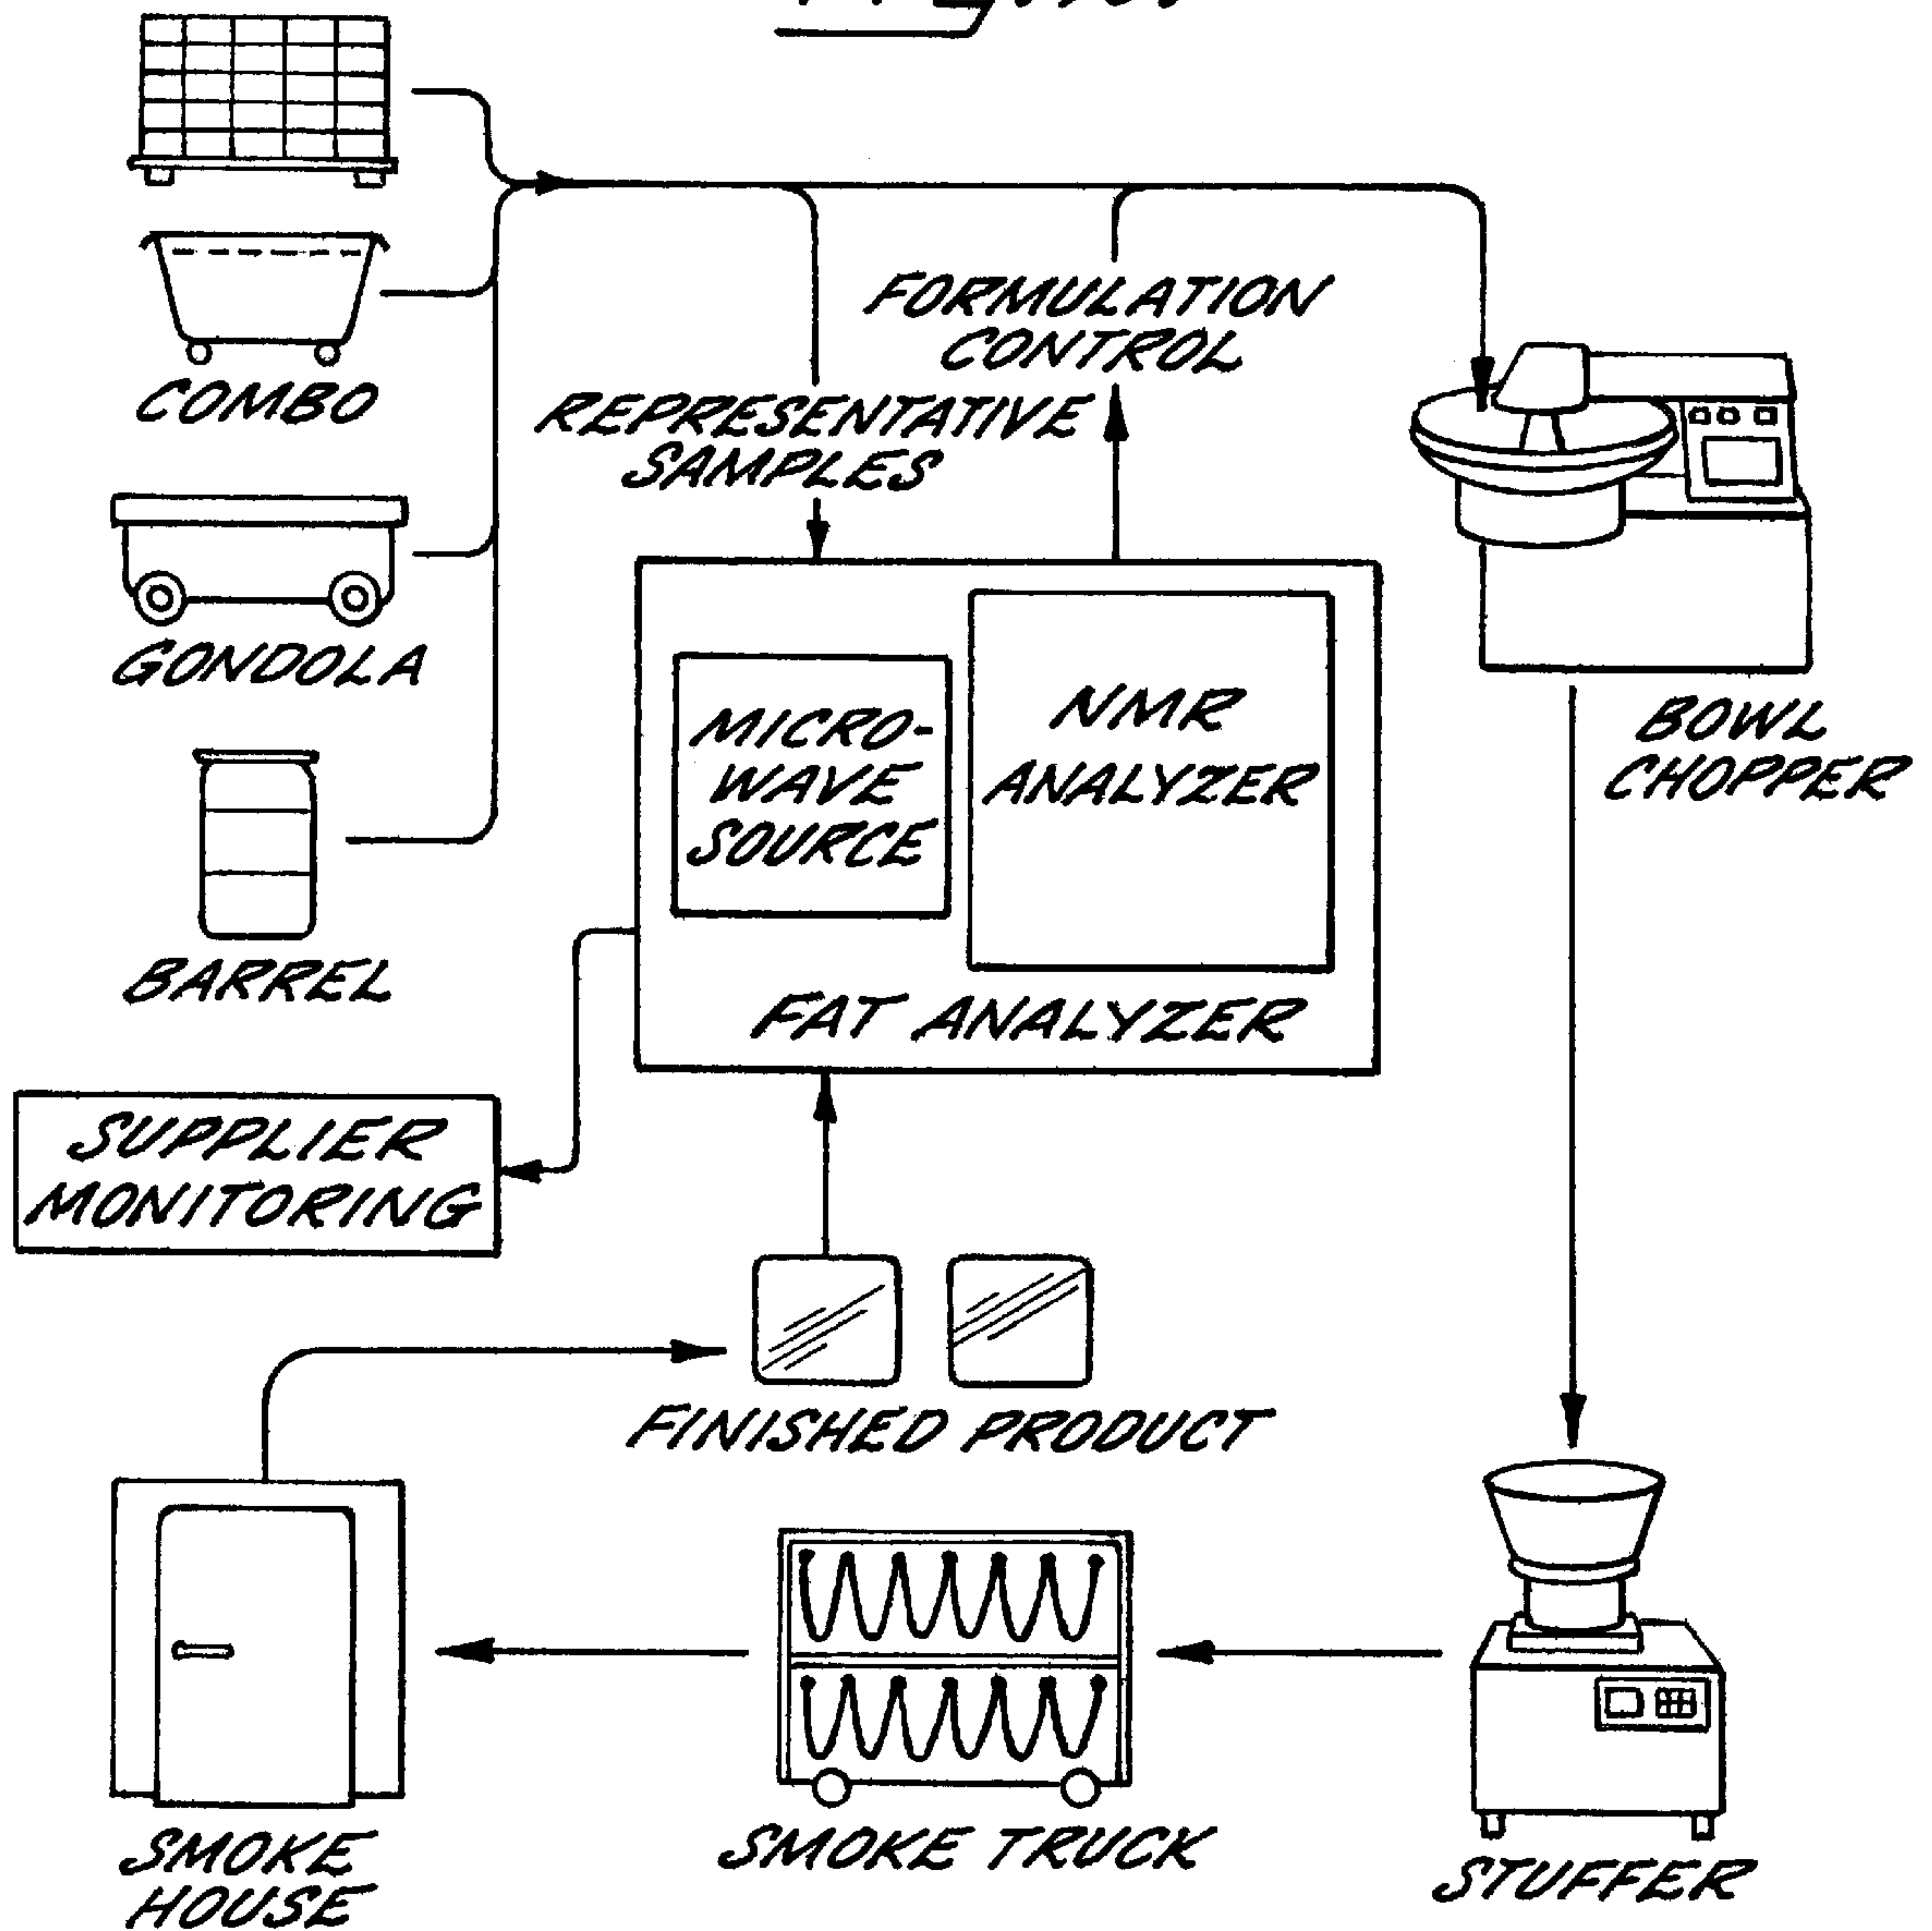 COMBO
FORMULATION
CONTROL
REPRESENTATIVE
SAMPLES
GONDOLA
MICRO-
WAVE
SOURCE
NMR
ANALYZER
BOWL
CHOPPER
BARREL
FAT ANALYZER
SUPPLIER
MONITORING
FINISHED PRODUCT
SMOKE
HOUSE
SMOKE TRUCK
STUFFER